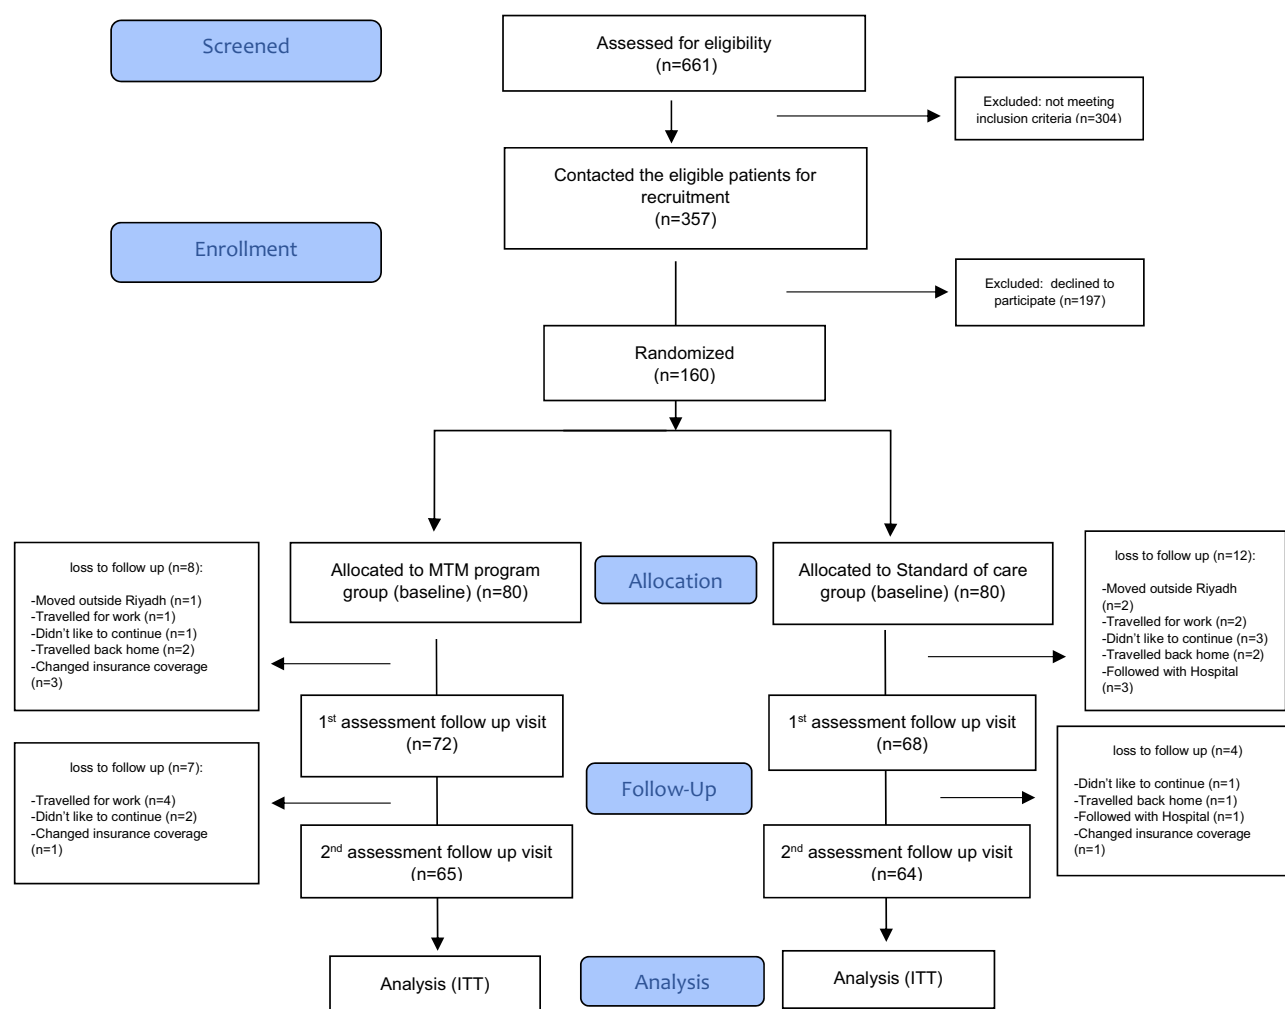 Screened
Assessed for eligibility
(n=661)
Excluded: not meeting
inclusion criteria (n=304)
Contacted the eligible patients for
recruitment
(n=357)
Enrollment
Excluded:  declined to
participate (n=197)
Randomized
(n=160)
loss to follow up (n=8):
-Moved outside Riyadh (n=1)
-Travelled for work (n=1)
-Didn't like to continue (n=1)
-Travelled back home (n=2)
-Changed insurance coverage
(n=3)
Allocated to MTM program
group (baseline) (n=80)
Allocation
Allocated to Standard of care
group (baseline) (n=80)
loss to follow up (n=12):
-Moved outside Riyadh
(n=2)
-Travelled for work (n=2)
-Didn't like to continue (n=3)
-Travelled back home (n=2)
-Followed with Hospital
(n=3)
1st assessment follow up visit
(n=72)
1st assessment follow up visit
(n=68)
loss to follow up (n=7):
-Travelled for work (n=4)
-Didn't like to continue (n=2)
-Changed insurance coverage
(n=1)
Follow-Up
loss to follow up (n=4)
-Didn't like to continue (n=1)
-Travelled back home (n=1)
-Followed with Hospital (n=1)
-Changed insurance coverage
(n=1)
2nd assessment follow up visit
(n=65)
2nd assessment follow up visit
(n=64)
Analysis (ITT)
Analysis
Analysis (ITT)